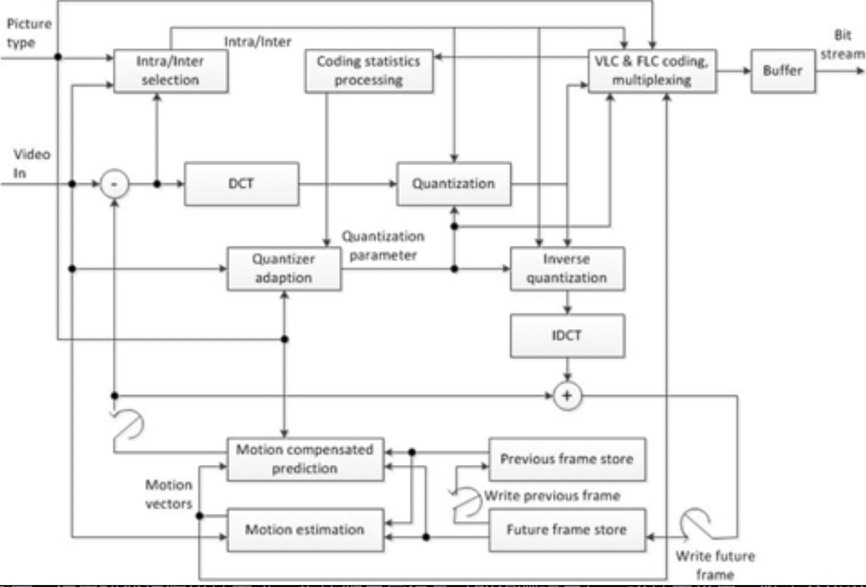 Picture
type
Intra/Inter
Bit
stream
Intra/Inter
selection
Coding statistics
processing
VLC & FLC coding,
multiplexing
Buffer
Video
In
-
DCT
Quantization
Quantization
parameter
Quantizer
adaption
Inverse
quantization
IDCT
+
Motion compensated
prediction
Previous frame store
Motion
vectors
Write previous frame
Motion estimation
Future frame store
Write future
frame